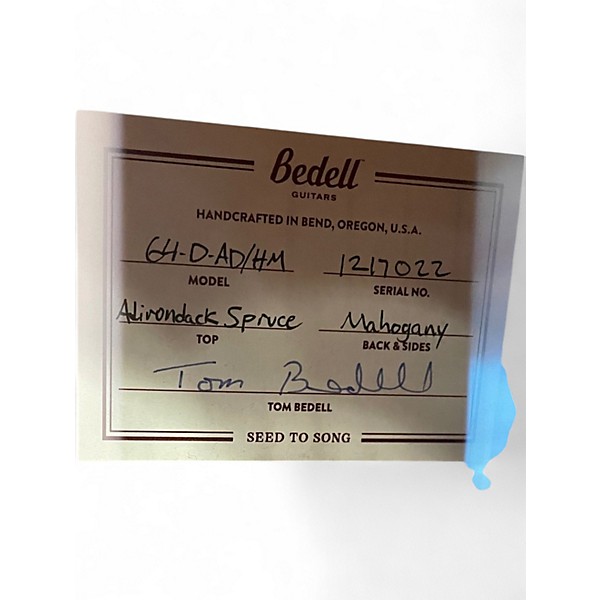 Bedell™
GUITARS
HANDCRAFTED IN BEND, OREGON, U.S.A.
64-D-AD/HM 1217022
MODEL SERIAL NO.
Adirondack Spruce Mahogany
TOP BACK & SIDES
Tom Bedell
TOM BEDELL
SEED TO SONG